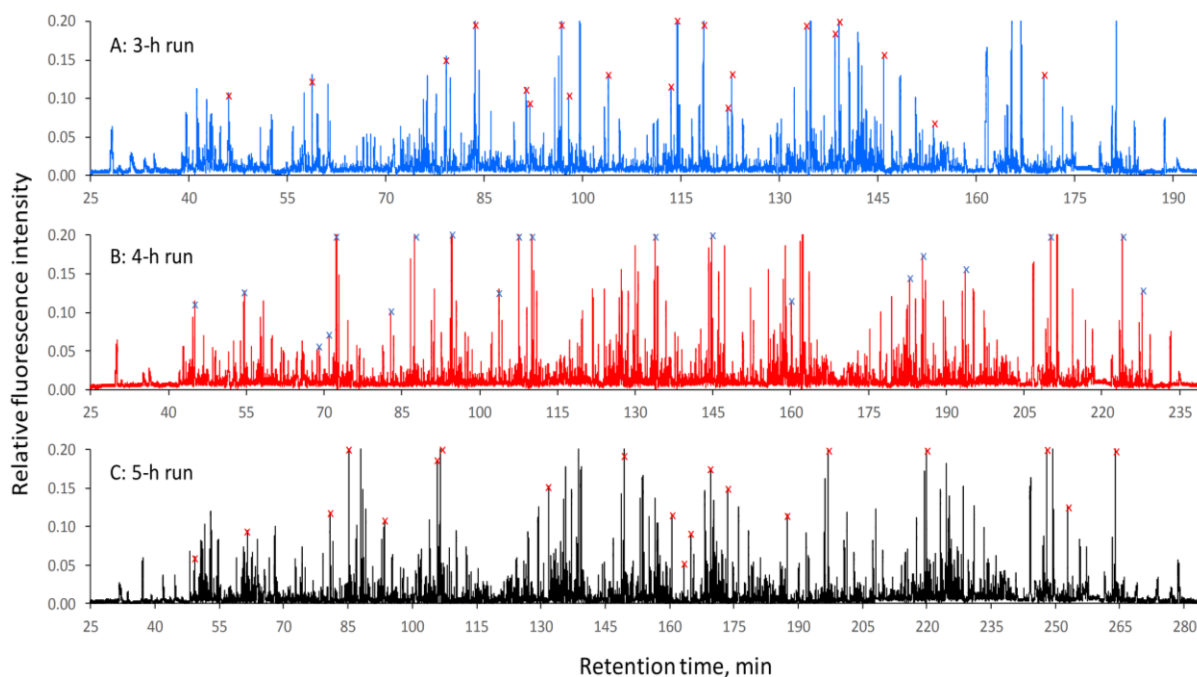 Relative fluorescence intensity
A: 3-h run
0.20
0.15
0.10
0.05
0.00
25 40 55 70 85 100 115 130 145 160 175 190
B: 4-h run
0.20
0.15
0.10
0.05
0.00
25 40 55 70 85 100 115 130 145 160 175 190 205 220 235
C: 5-h run
0.20
0.15
0.10
0.05
0.00
25 40 55 70 85 100 115 130 145 160 175 190 205 220 235 250 265 280
Retention time, min